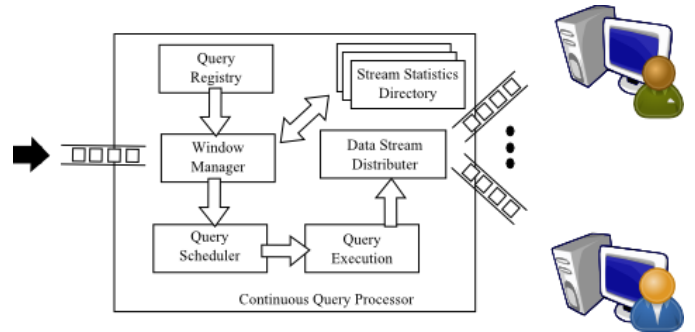 Query
Registry
Stream Statistics
Directory
Window
Manager
Data Stream
Distributer
Query
Scheduler
Query
Execution
Continuous Query Processor